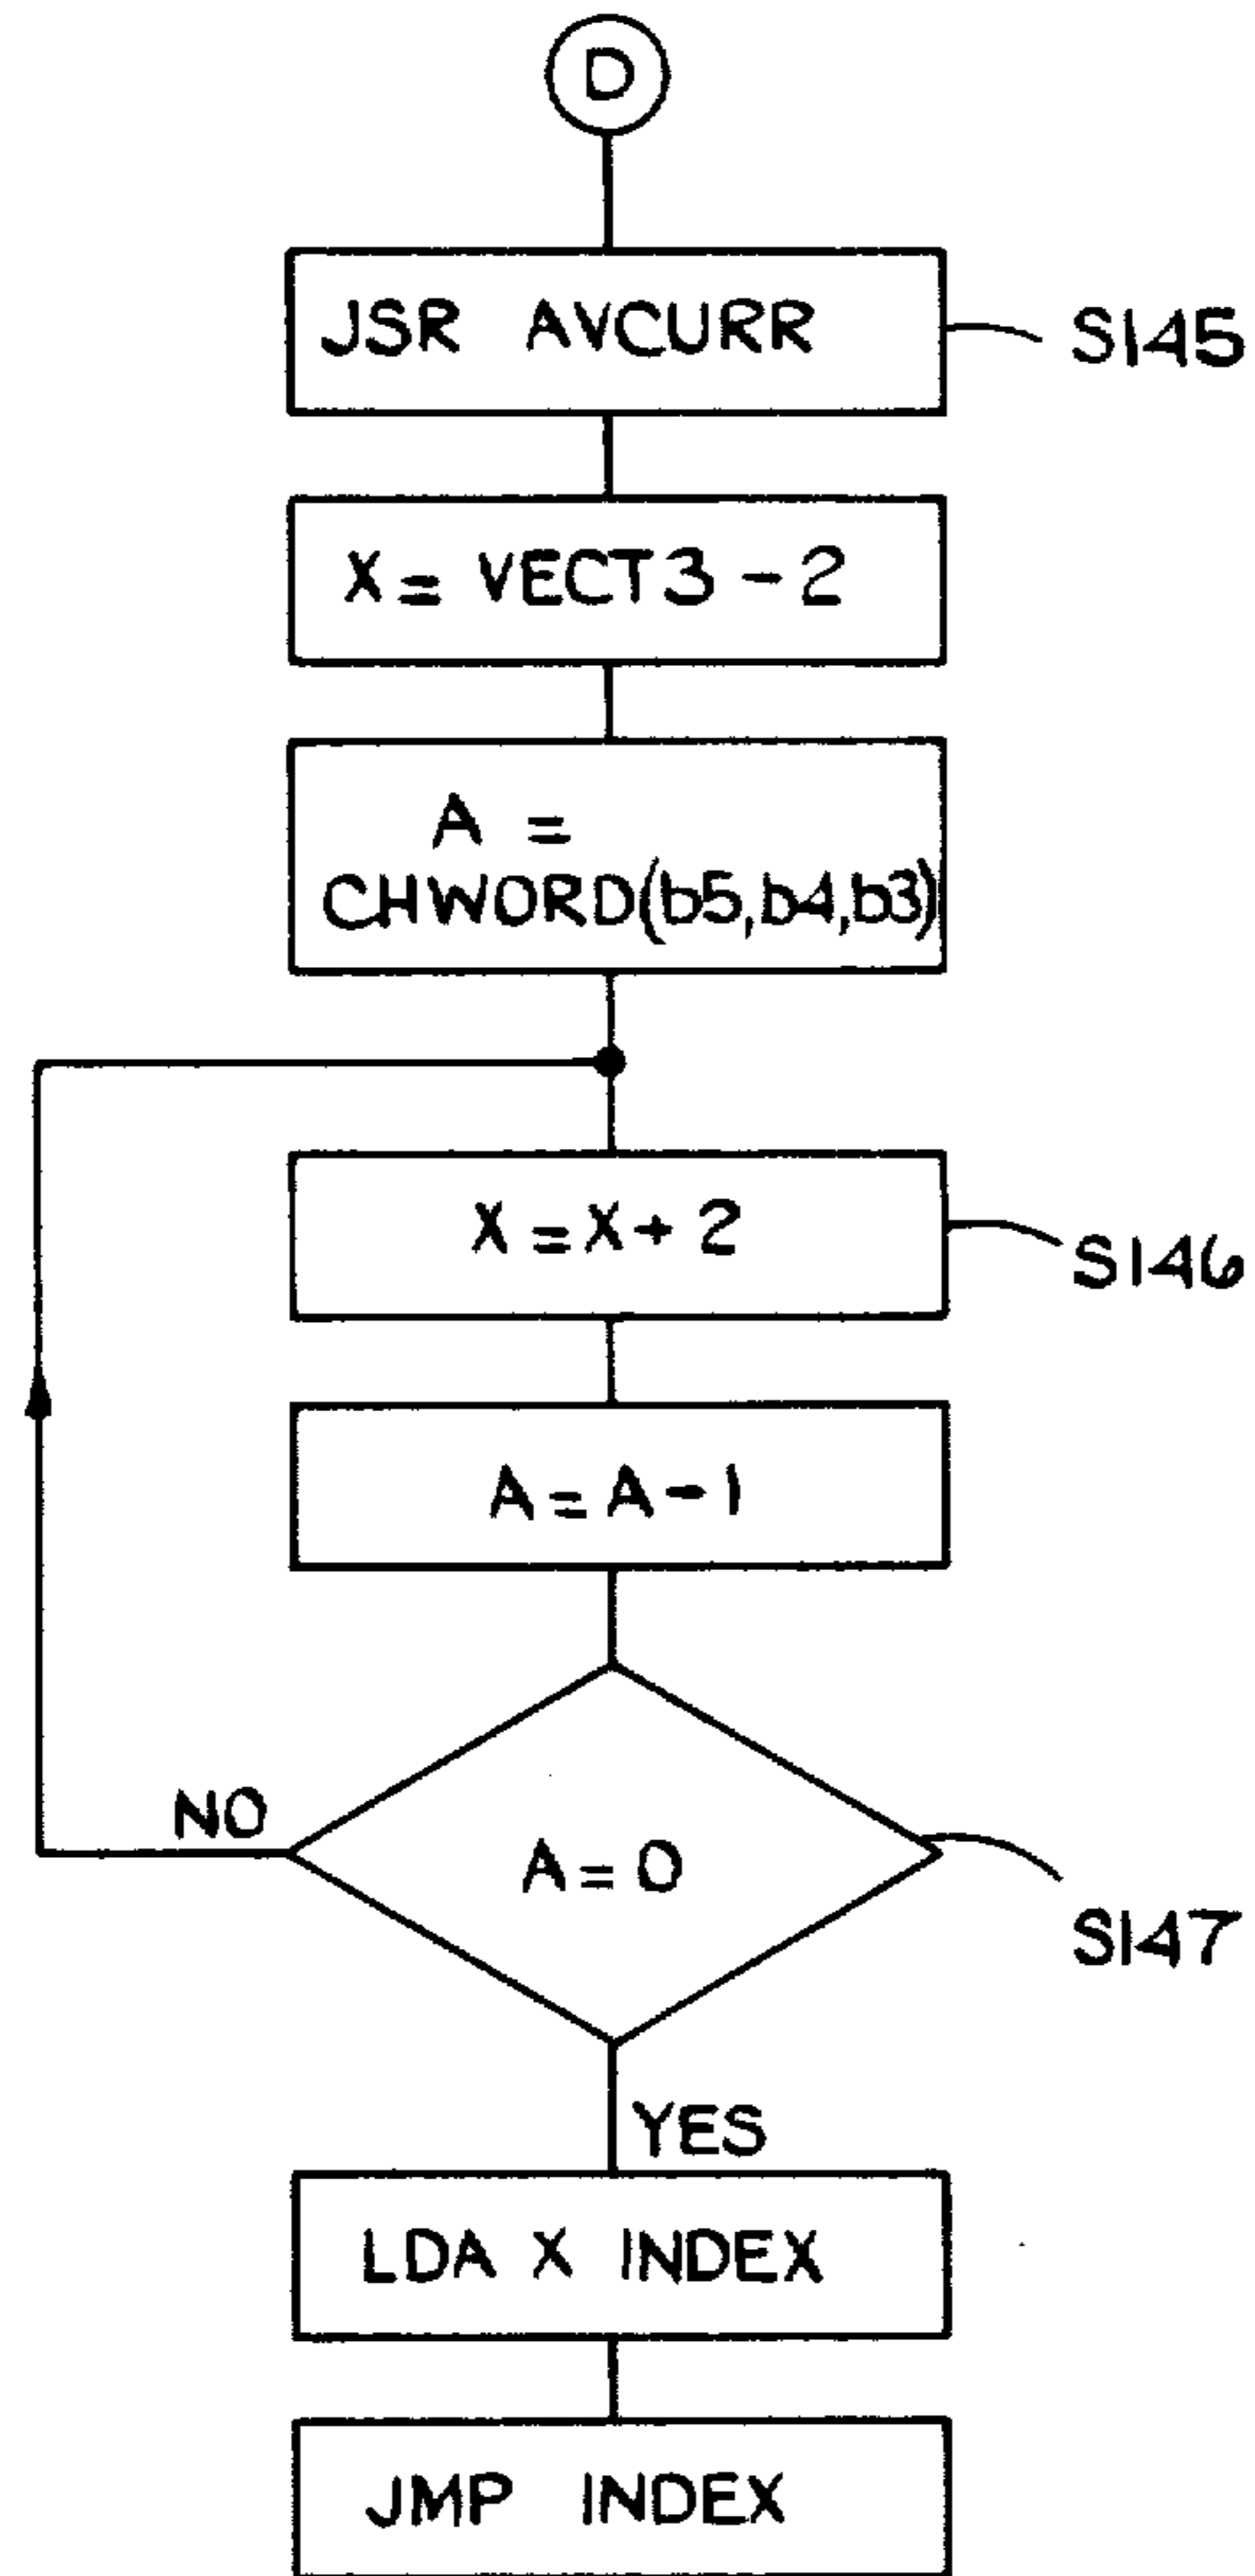 D
JSR AVCURR
S145
X = VECT3 - 2
A =
CHWORD(b5,b4,b3)
X = X + 2
S146
A = A - 1
NO
A = 0
S147
YES
LDA X INDEX
JMP INDEX